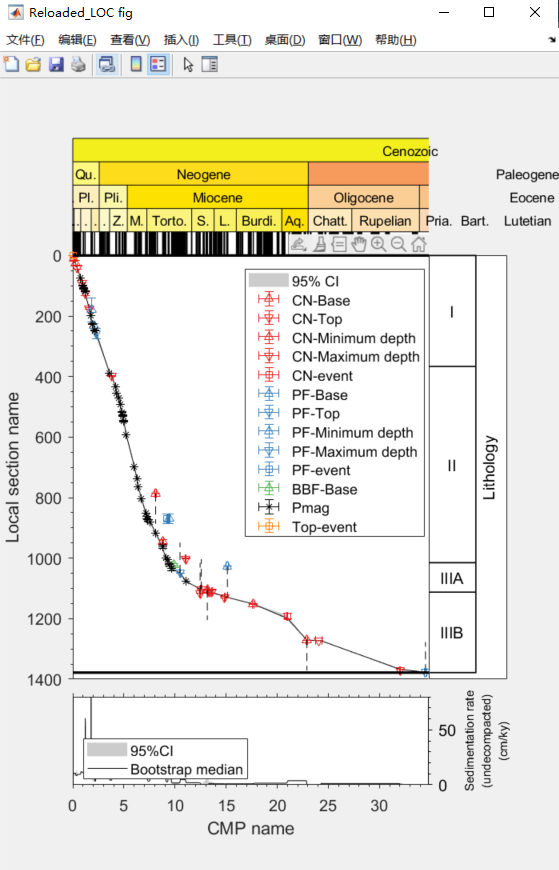 Reloaded_LOC fig
文件(F) 编辑(E) 查看(V) 插入(I) 工具(T) 桌面(D) 窗口(W) 帮助(H)
Cenozoic
Qu. Neogene Paleogene
Pl. Pli. Miocene Oligocene Eocene
. . . . . Z. M. Torto. S. L. Burdi. Aq. Chatt. Rupelian Pria. Bart. Lutetian
0
200
400
600
800
1000
1200
1400
Local section name
95% CI
CN-Base
CN-Top
CN-Minimum depth
CN-Maximum depth
CN-event
PF-Base
PF-Top
PF-Minimum depth
PF-Maximum depth
PF-event
BBF-Base
Pmag
Top-event
I
II
IIIA
IIIB
Lithology
95%CI
Bootstrap median
50
0
Sedimentation rate
(undecompacted)
(cm/ky)
0 5 10 15 20 25 30
CMP name